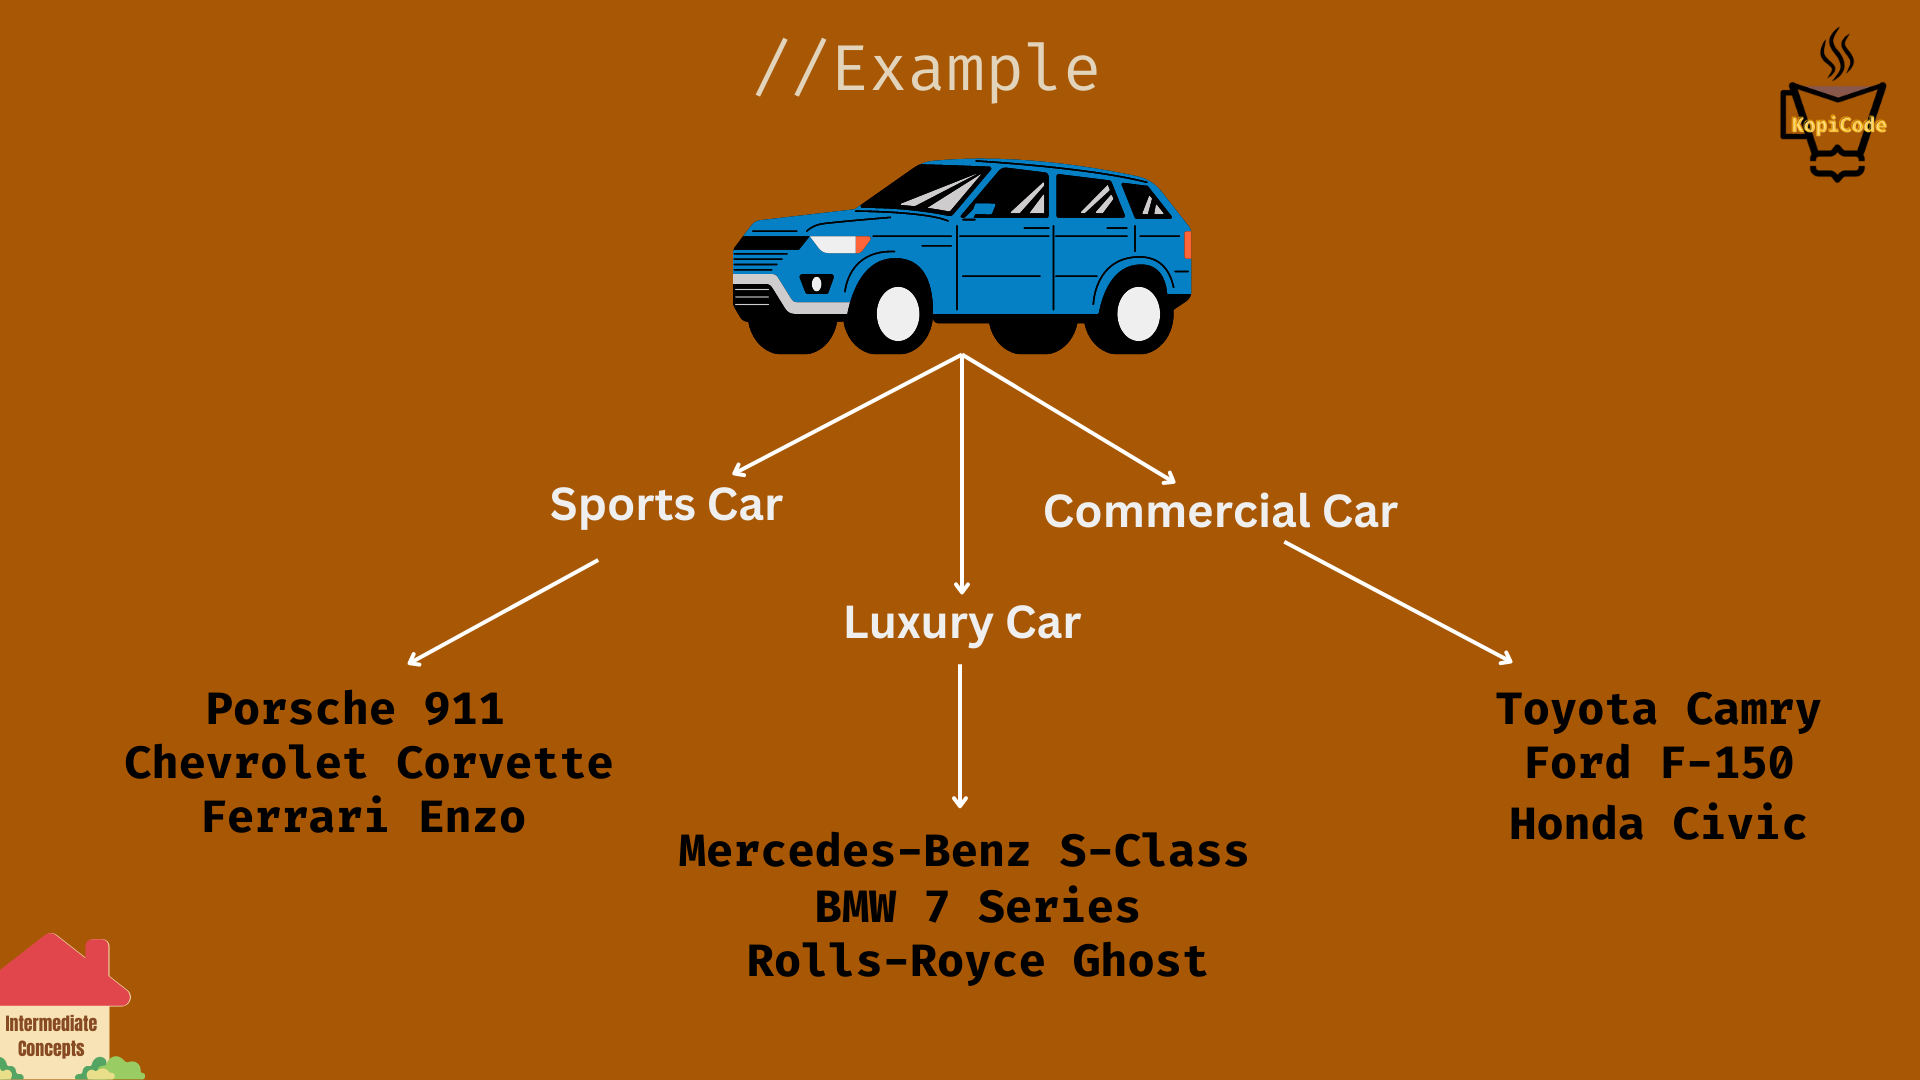 //Example
KopiCode
Sports Car
Commercial Car
Luxury Car
Porsche 911
Chevrolet Corvette
Ferrari Enzo
Toyota Camry
Ford F-150
Honda Civic
Mercedes-Benz S-Class
BMW 7 Series
Rolls-Royce Ghost
Intermediate
Concepts